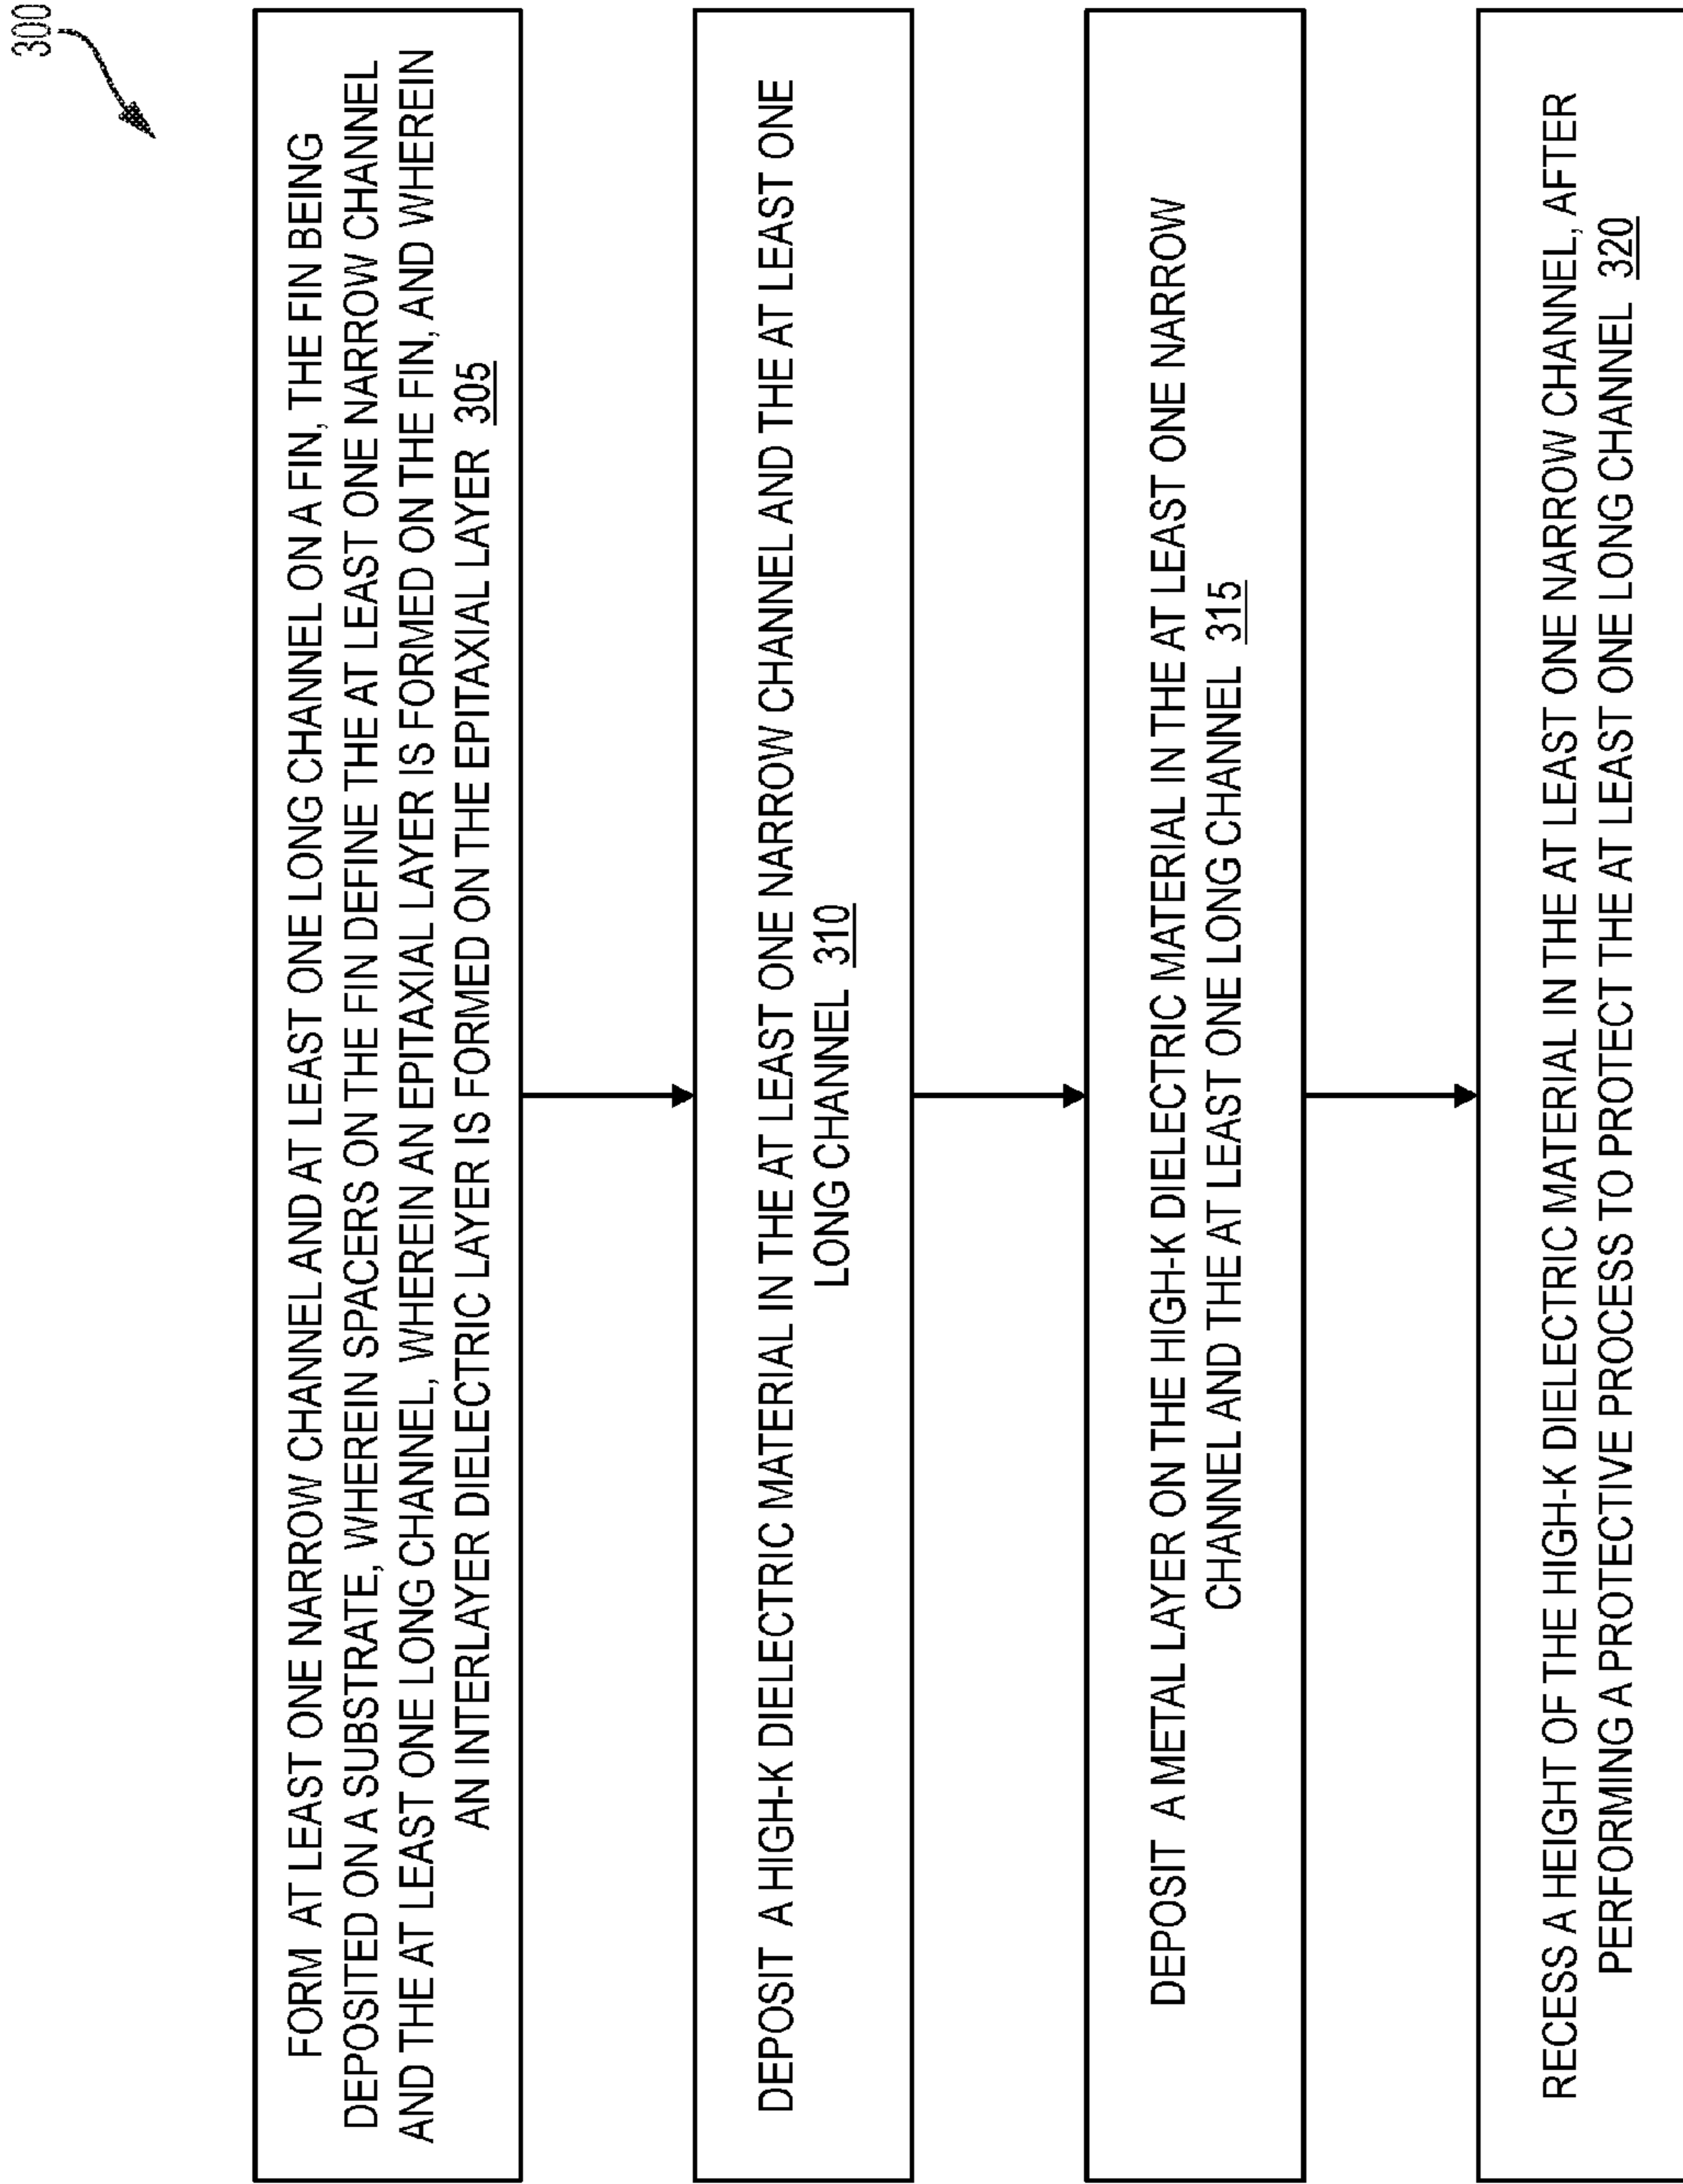 300
FORM AT LEAST ONE NARROW CHANNEL AND AT LEAST ONE LONG CHANNEL ON A FIN, THE FIN BEING
DEPOSITED ON A SUBSTRATE, WHEREIN SPACERS ON THE FIN DEFINE THE AT LEAST ONE NARROW CHANNEL
AND THE AT LEAST ONE LONG CHANNEL, WHEREIN AN EPITAXIAL LAYER IS FORMED ON THE FIN, AND WHEREIN
AN INTERLAYER DIELECTRIC LAYER IS FORMED ON THE EPITAXIAL LAYER 305
DEPOSIT A HIGH-K DIELECTRIC MATERIAL IN THE AT LEAST ONE NARROW CHANNEL AND THE AT LEAST ONE
LONG CHANNEL 310
DEPOSIT A METAL LAYER ON THE HIGH-K DIELECTRIC MATERIAL IN THE AT LEAST ONE NARROW
CHANNEL AND THE AT LEAST ONE LONG CHANNEL 315
RECESS A HEIGHT OF THE HIGH-K DIELECTRIC MATERIAL IN THE AT LEAST ONE NARROW CHANNEL, AFTER
PERFORMING A PROTECTIVE PROCESS TO PROTECT THE AT LEAST ONE LONG CHANNEL 320